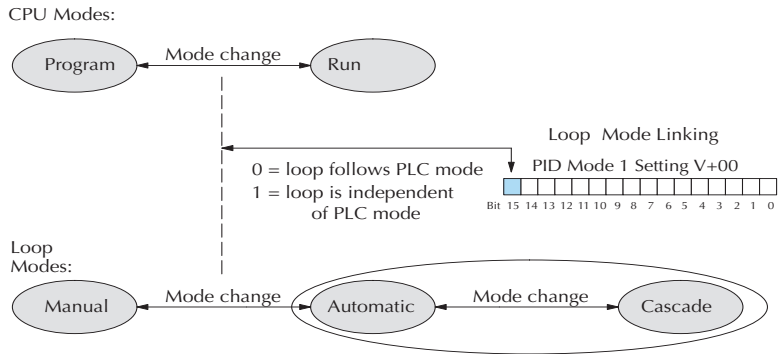 CPU Modes:
Program
Mode change
Run
Loop Mode Linking
0 = loop follows PLC mode
1 = loop is independent
of PLC mode
PID Mode 1 Setting V+00
Bit 15 14 13 12 11 10 9 8 7 6 5 4 3 2 1 0
Loop
Modes:
Manual
Mode change
Automatic
Mode change
Cascade